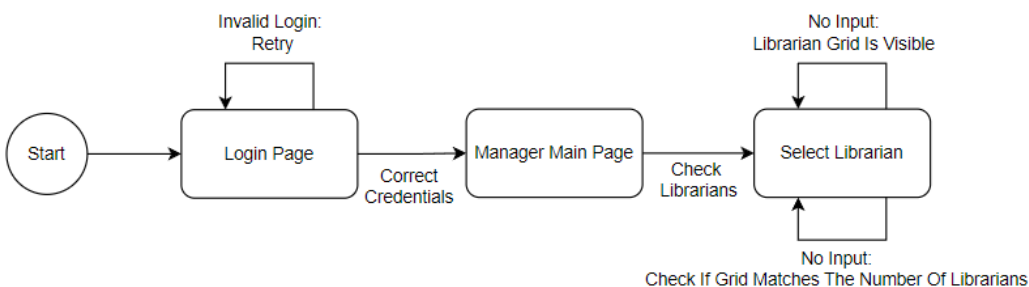 Invalid Login:
Retry
No Input:
Librarian Grid Is Visible
Start
Login Page
Manager Main Page
Select Librarian
Correct
Credentials
Check
Librarians
No Input:
Check If Grid Matches The Number Of Librarians